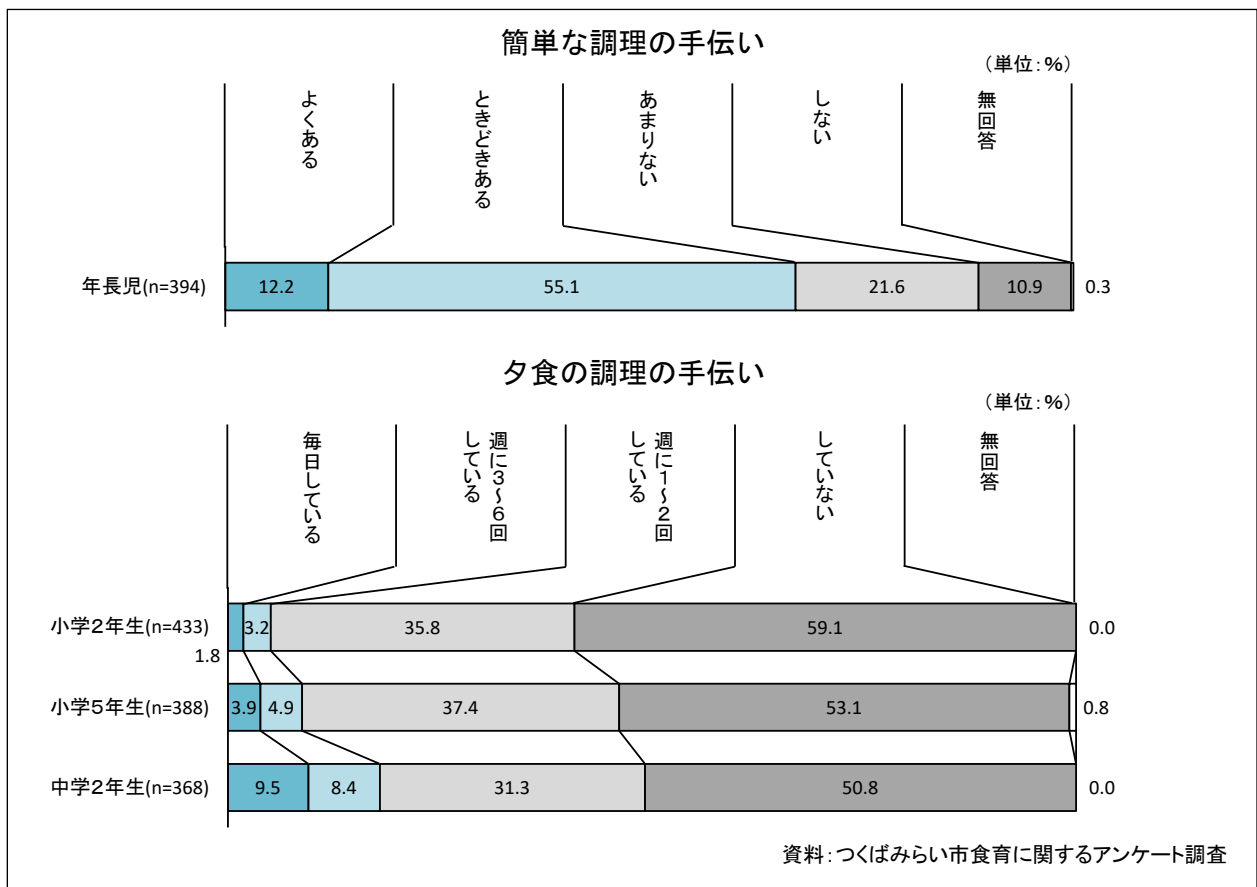 簡単な調理の手伝い
（単位：％）
よくある
ときどきある
あまりない
しない
無回答
年長児(n=394)
12.2
55.1
21.6
10.9
0.3
夕食の調理の手伝い
（単位：％）
毎日している
週に３～６回
している
週に１～２回
している
していない
無回答
小学２年生(n=433)
1.8
3.2
35.8
59.1
0.0
小学５年生(n=388)
3.9
4.9
37.4
53.1
0.8
中学２年生(n=368)
9.5
8.4
31.3
50.8
0.0
資料：つくばみらい市食育に関するアンケート調査